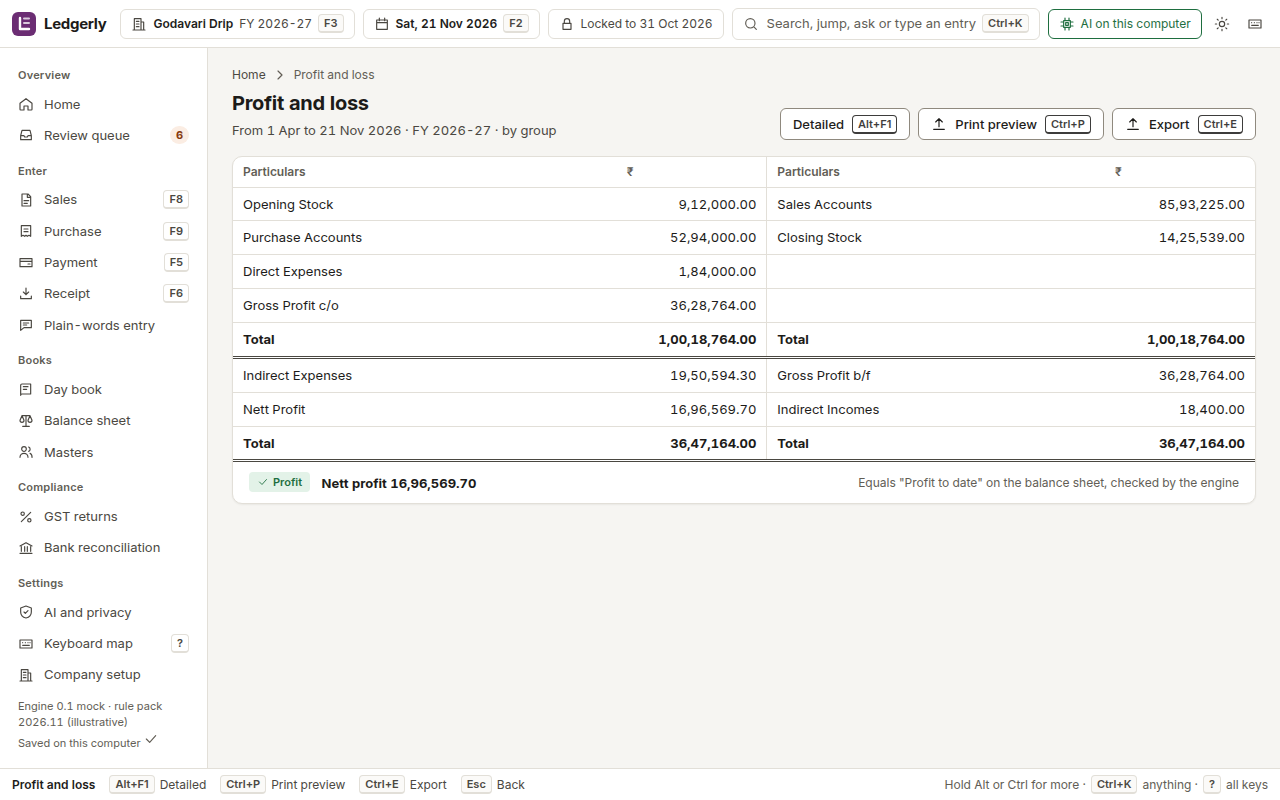 Ledgerly
Godavari Drip FY 2026-27 F3
Sat, 21 Nov 2026 F2
Locked to 31 Oct 2026
Search, jump, ask or type an entry Ctrl+K
AI on this computer
Overview
Home
Review queue 6
Enter
Sales F8
Purchase F9
Payment F5
Receipt F6
Plain-words entry
Books
Day book
Balance sheet
Masters
Compliance
GST returns
Bank reconciliation
Settings
AI and privacy
Keyboard map ?
Company setup
Engine 0.1 mock · rule pack
2026.11 (illustrative)
Saved on this computer
Home Profit and loss
Profit and loss
From 1 Apr to 21 Nov 2026 · FY 2026-27 · by group
Detailed Alt+F1
Print preview Ctrl+P
Export Ctrl+E
Particulars ₹ Particulars ₹
Opening Stock 9,12,000.00 Sales Accounts 85,93,225.00
Purchase Accounts 52,94,000.00 Closing Stock 14,25,539.00
Direct Expenses 1,84,000.00
Gross Profit c/o 36,28,764.00
Total 1,00,18,764.00 Total 1,00,18,764.00
Indirect Expenses 19,50,594.30 Gross Profit b/f 36,28,764.00
Nett Profit 16,96,569.70 Indirect Incomes 18,400.00
Total 36,47,164.00 Total 36,47,164.00
Profit Nett profit 16,96,569.70 Equals "Profit to date" on the balance sheet, checked by the engine
Profit and loss Alt+F1 Detailed Ctrl+P Print preview Ctrl+E Export Esc Back Hold Alt or Ctrl for more · Ctrl+K anything · ? all keys